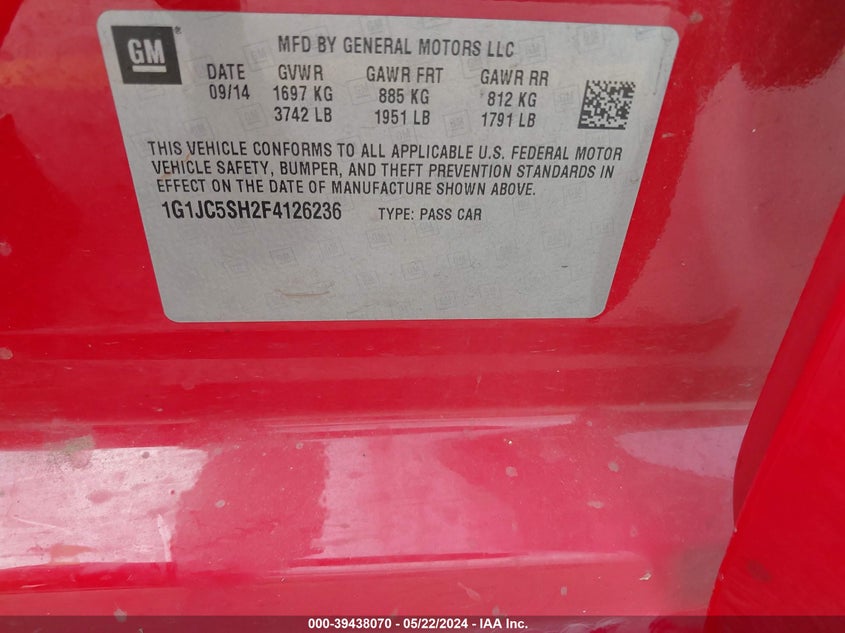 GM
MFD BY GENERAL MOTORS LLC
DATE GVWR GAWR FRT GAWR RR
09/14 1697 KG 885 KG 812 KG
3742 LB 1951 LB 1791 LB
THIS VEHICLE CONFORMS TO ALL APPLICABLE U.S. FEDERAL MOTOR
VEHICLE SAFETY, BUMPER, AND THEFT PREVENTION STANDARDS IN
EFFECT ON THE DATE OF MANUFACTURE SHOWN ABOVE.
1G1JC5SH2F4126236 TYPE: PASS CAR
000-39438070 - 05/22/2024 - IAA Inc.